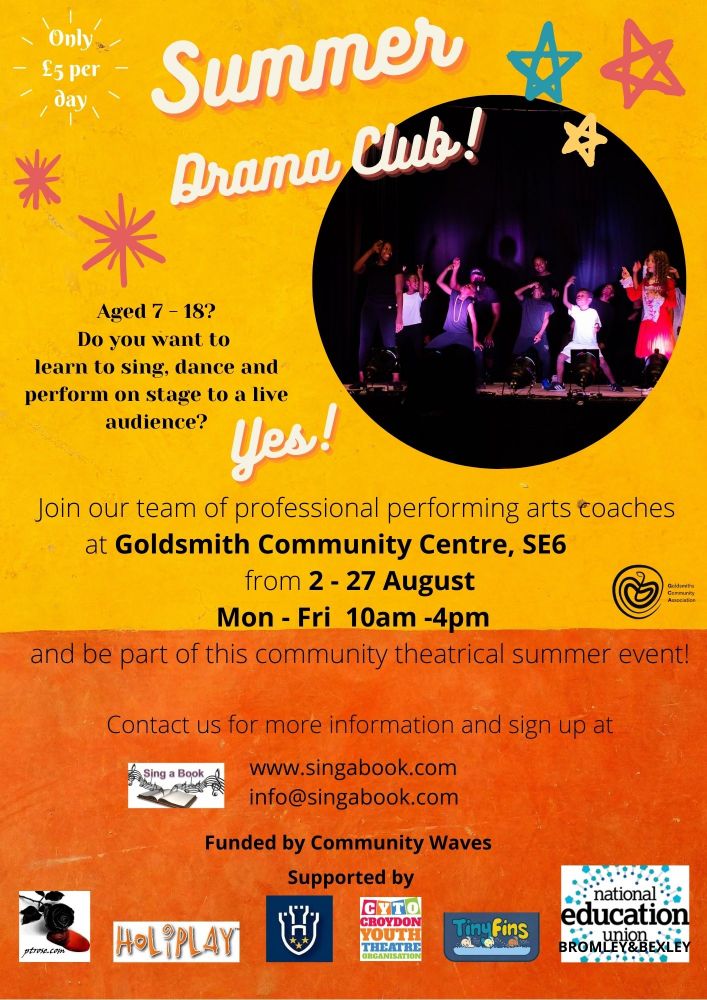 Only
£5 per
day
Summer
Drama Club!
Aged 7 - 18?
Do you want to
learn to sing, dance and
perform on stage to a live
audience?
Yes!
Join our team of professional performing arts coaches
at Goldsmith Community Centre, SE6
from 2 - 27 August
Mon - Fri 10am -4pm
Goldsmiths
Community
Association
and be part of this community theatrical summer event!
Contact us for more information and sign up at
Sing a Book
www.singabook.com
info@singabook.com
Funded by Community Waves
Supported by
ptrose.com
HOLIPLAY
CYTO
CROYDON
YOUTH
THEATRE
ORGANISATION
Tiny Fins
national
education
union
BROMLEY&BEXLEY